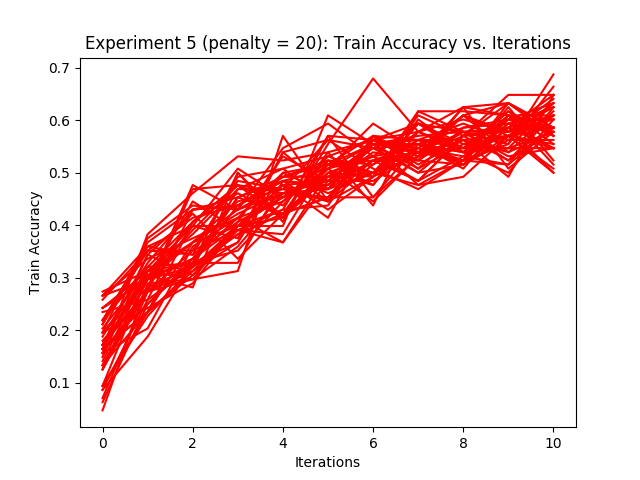 Experiment 5 (penalty = 20): Train Accuracy vs. Iterations
0.7
0.6
0.5
0.4
0.3
0.2
0.1
Train Accuracy
0 2 4 6 8 10
Iterations